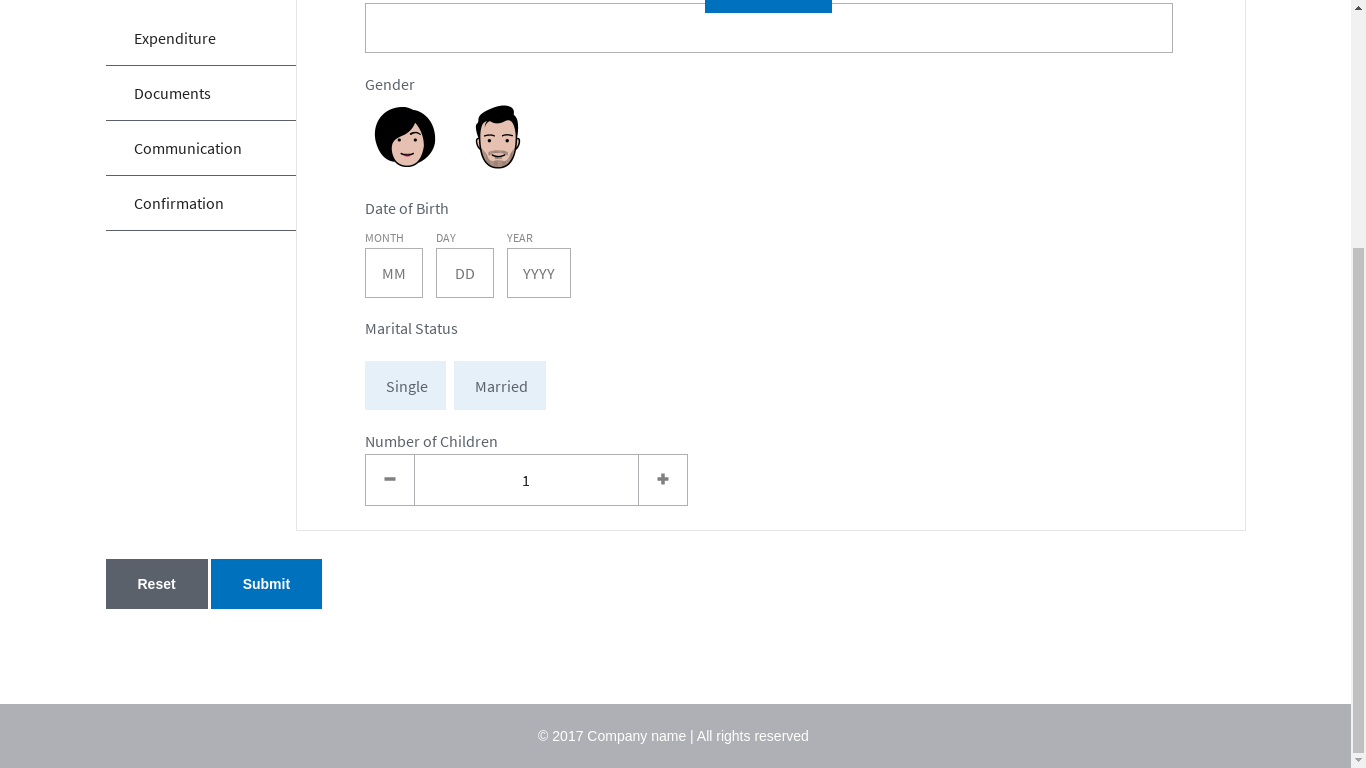 Expenditure
Documents
Communication
Confirmation
Gender
Date of Birth
MONTH DAY YEAR
MM DD YYYY
Marital Status
Single Married
Number of Children
1
Reset Submit
© 2017 Company name | All rights reserved